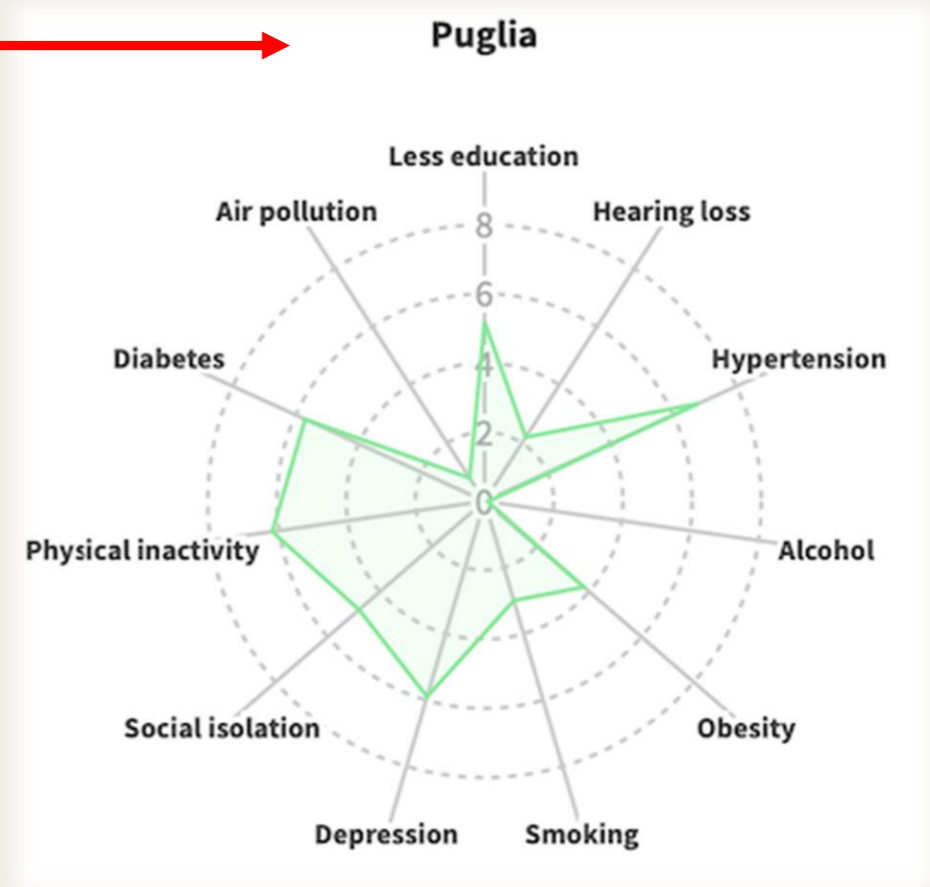 Puglia
Less education
Air pollution
Hearing loss
8
6
Diabetes
Hypertension
4
2
0
Physical inactivity
Alcohol
Social isolation
Obesity
Depression
Smoking